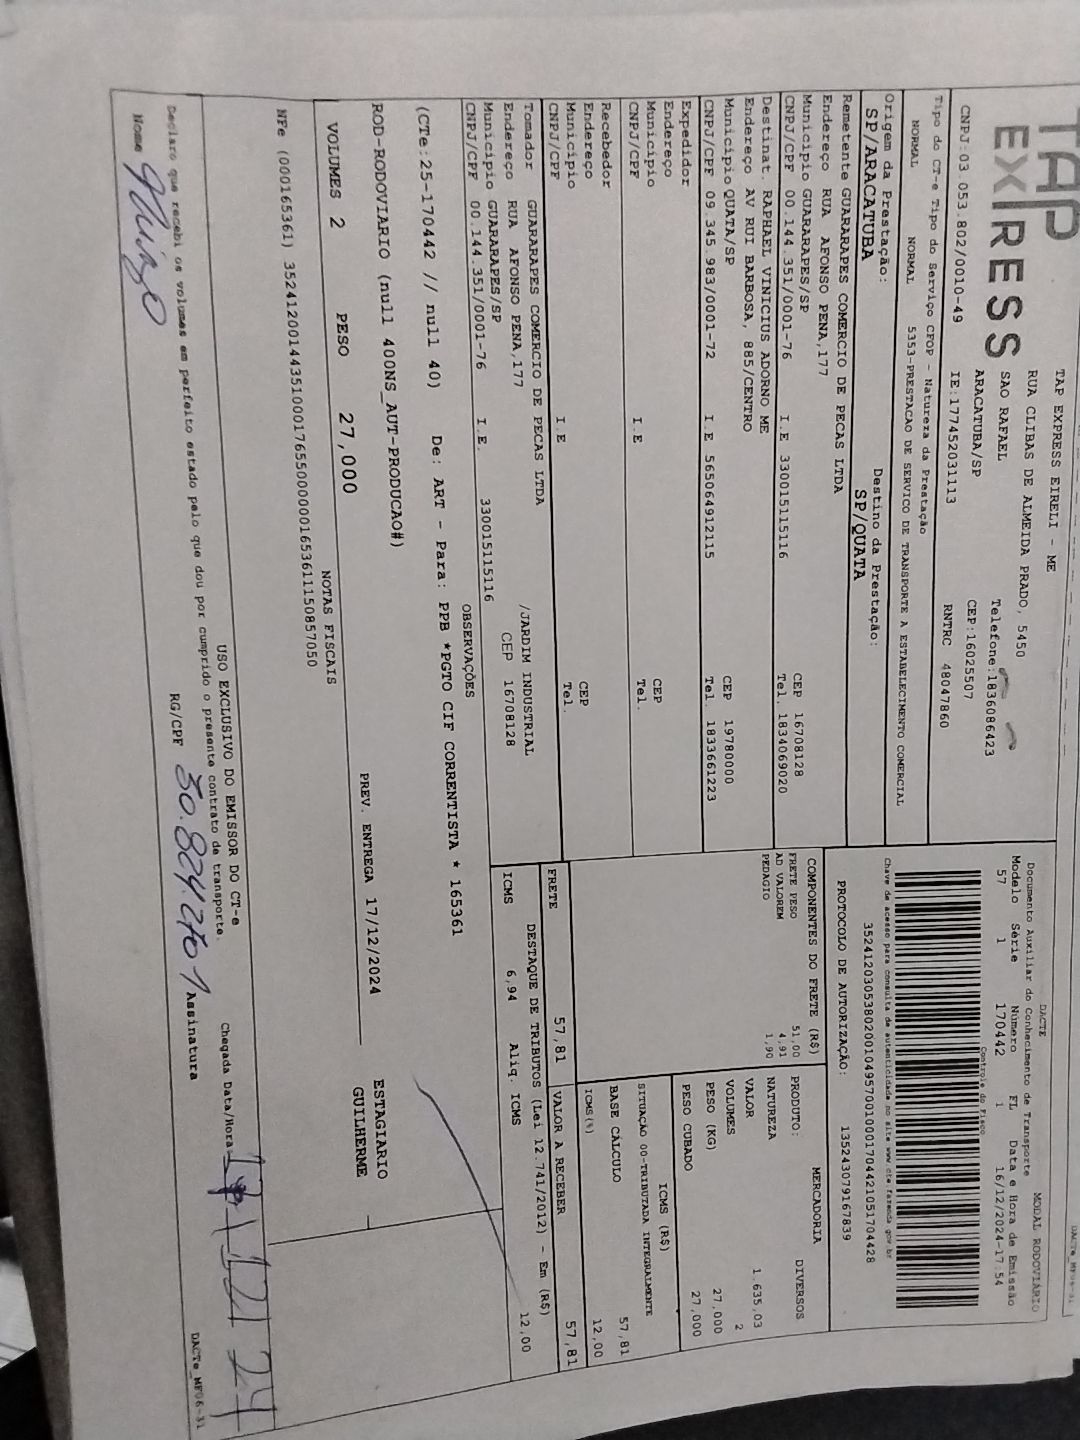 TAP
EXPRESS
TAP EXPRESS EIRELI - ME
RUA CLIBAS DE ALMEIDA PRADO, 5450
SAO RAFAEL
Telefone:1836086423
ARACATUBA/SP
CEP:16025507
CNPJ:03.053.802/0010-49
IE:177452031113
RNTRC 48047860
DACTE
MODAL RODOVIÁRIO
Documento Auxiliar do Conhecimento de Transporte
Modelo Série Número FL Data e Hora de Emissão
57 1 170442 1 16/12/2024-17:54
Controle do Fisco
Chave de acesso para consulta de autenticidade no site www.cte.fazenda.gov.br
35241203053802001049570010001704421051704428
PROTOCOLO DE AUTORIZAÇÃO: 135243079167839
Tipo do CT-e Tipo do Serviço CFOP - Natureza da Prestação
NORMAL NORMAL 5353-PRESTACAO DE SERVICO DE TRANSPORTE A ESTABELECIMENTO COMERCIAL
Origem da Prestação: Destino da Prestação:
SP/ARACATUBA SP/QUATA
Remetente GUARARAPES COMERCIO DE PECAS LTDA
Endereço RUA AFONSO PENA,177
Município GUARARAPES/SP CEP 16708128
CNPJ/CPF 00.144.351/0001-76 I.E 330015115116 Tel. 1834069020
Destinat. RAPHAEL VINICIUS ADORNO ME
Endereço AV RUI BARBOSA, 885/CENTRO
Município QUATA/SP CEP 19780000
CNPJ/CPF 09.345.983/0001-72 I.E 565064912115 Tel. 1833661223
Expedidor
Endereço
Município CEP
CNPJ/CPF I.E Tel.
Recebedor
Endereço
Município CEP
CNPJ/CPF I.E Tel.
Tomador GUARARAPES COMERCIO DE PECAS LTDA
Endereço RUA AFONSO PENA,177 /JARDIM INDUSTRIAL
Município GUARARAPES/SP CEP 16708128
CNPJ/CPF 00.144.351/0001-76 I.E. 330015115116
COMPONENTES DO FRETE (R$)
FRETE PESO 51,00
AD VALOREM 4,91
PEDAGIO 1,90
MERCADORIA
PRODUTO: DIVERSOS
NATUREZA
VALOR 1.635,03
VOLUMES 2
PESO (KG) 27,000
PESO CUBADO 27,000
ICMS (R$)
SITUAÇÃO 00-TRIBUTADA INTEGRALMENTE
BASE CÁLCULO 57,81
ICMS(%) 12,00
FRETE 57,81 VALOR A RECEBER 57,81
DESTAQUE DE TRIBUTOS (Lei 12.741/2012) - Em (R$)
ICMS 6,94 Aliq. ICMS 12,00
OBSERVAÇÕES
(CTe:25-170442 // null 40) De: ART - Para: PPB *PGTO CIF CORRENTISTA * 165361
ROD-RODOVIARIO (null 400NS_AUT-PRODUCAO#)
PREV. ENTREGA 17/12/2024
ESTAGIARIO
GUILHERME
VOLUMES 2 PESO 27,000
NOTAS FISCAIS
NFe (000165361) 35241200144351000176550000001653611150857050
USO EXCLUSIVO DO EMISSOR DO CT-e
Declaro que recebi os volumes em perfeito estado pelo que dou por cumprido o presente contrato de transporte.
Chegada Data/Hora:
Nome
RG/CPF
Assinatura
DACTe_MF06-31